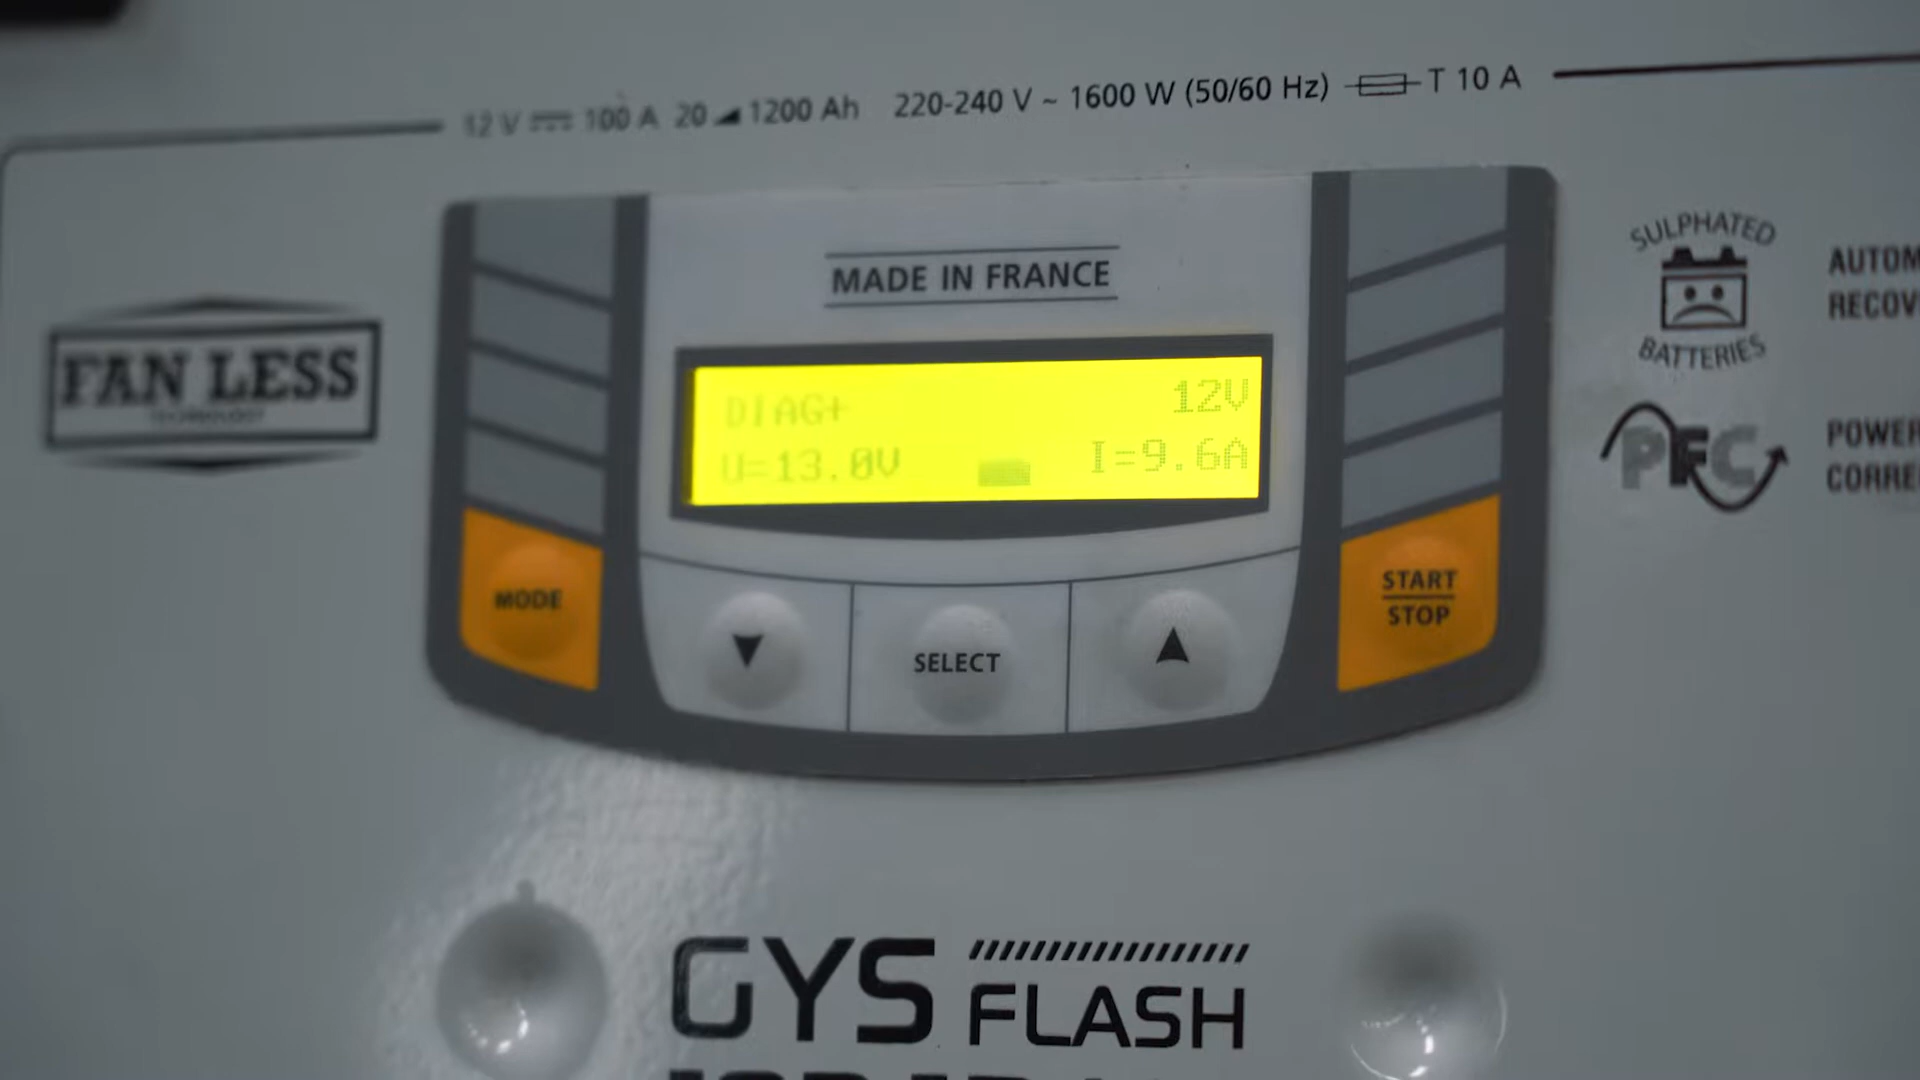 12 V 100 A 20 1200 Ah 220-240 V ~ 1600 W (50/60 Hz) T 10 A
MADE IN FRANCE
FAN LESS
TECHNOLOGY
DIAG+ 12V
U=13.0V I=9.6A
MODE
SELECT
START
STOP
SULPHATED
BATTERIES
AUTOM
RECOV
PFC
POWER
CORRE
GYS FLASH